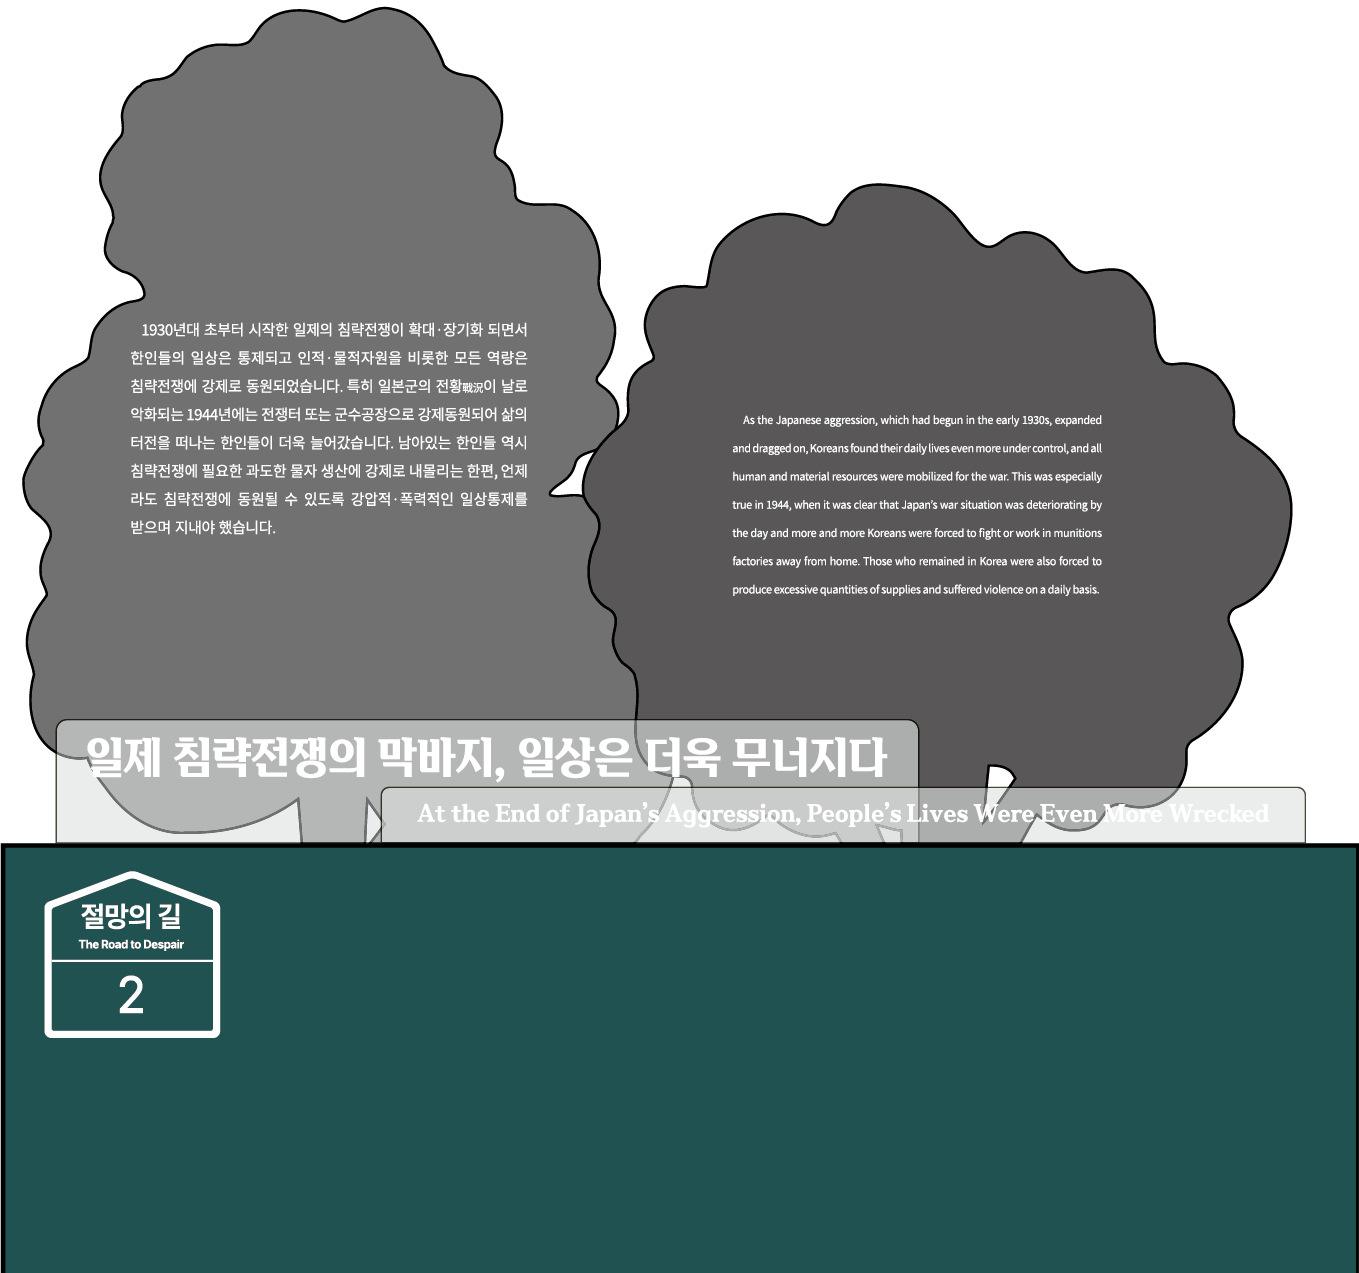 1930년대 초부터 시작한 일제의 침략전쟁이 확대·장기화 되면서
한인들의 일상은 통제되고 인적·물적자원을 비롯한 모든 역량은
침략전쟁에 강제로 동원되었습니다. 특히 일본군의 전황戰況이 날로
악화되는 1944년에는 전쟁터 또는 군수공장으로 강제동원되어 삶의
터전을 떠나는 한인들이 더욱 늘어갔습니다. 남아있는 한인들 역시
침략전쟁에 필요한 과도한 물자 생산에 강제로 내몰리는 한편, 언제
라도 침략전쟁에 동원될 수 있도록 강압적·폭력적인 일상통제를
받으며 지내야 했습니다.
As the Japanese aggression, which had begun in the early 1930s, expanded
and dragged on, Koreans found their daily lives even more under control, and all
human and material resources were mobilized for the war. This was especially
true in 1944, when it was clear that Japan's war situation was deteriorating by
the day and more and more Koreans were forced to fight or work in munitions
factories away from home. Those who remained in Korea were also forced to
produce excessive quantities of supplies and suffered violence on a daily basis.
일제 침략전쟁의 막바지, 일상은 더욱 무너지다
At the End of Japan's Aggression, People's Lives Were Even More Wrecked
절망의 길
The Road to Despair
2